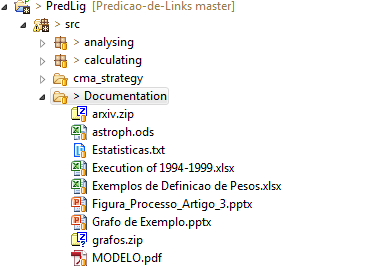 > PredLig [Predicao-de-Links master]
> src
> analysing
> calculating
cma_strategy
> Documentation
arxiv.zip
astroph.ods
Estatisticas.txt
Execution of 1994-1999.xlsx
Exemplos de Definicao de Pesos.xlsx
Figura_Processo_Artigo_3.pptx
Grafo de Exemplo.pptx
grafos.zip
MODELO.pdf